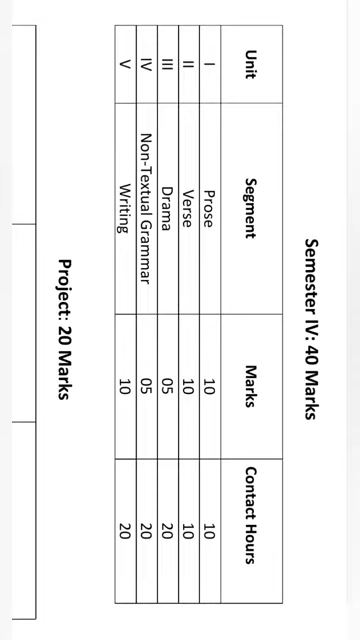 Semester IV: 40 Marks
Unit Segment Marks Contact Hours
I Prose 10 10
II Verse 10 10
III Drama 05 20
IV Non-Textual Grammar 05 20
V Writing 10 20
Project: 20 Marks